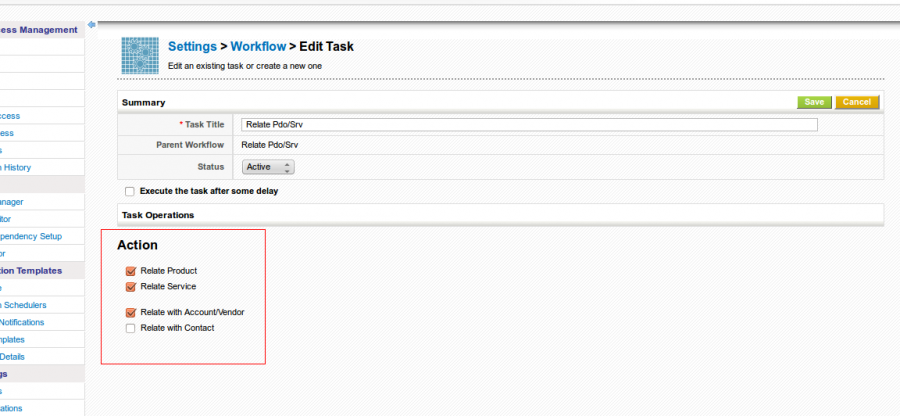 ess Management
Settings > Workflow > Edit Task
Edit an existing task or create a new one
Summary
Save
Cancel
* Task Title
Relate Pdo/Srv
Parent Workflow
Relate Pdo/Srv
Status
Active
Execute the task after some delay
Task Operations
Action
Relate Product
Relate Service
Relate with Account/Vendor
Relate with Contact
ccess
ess
s
n History
anager
itor
pendency Setup
or
tion Templates
e
n Schedulers
Notifications
mplates
Details
gs
s
ations